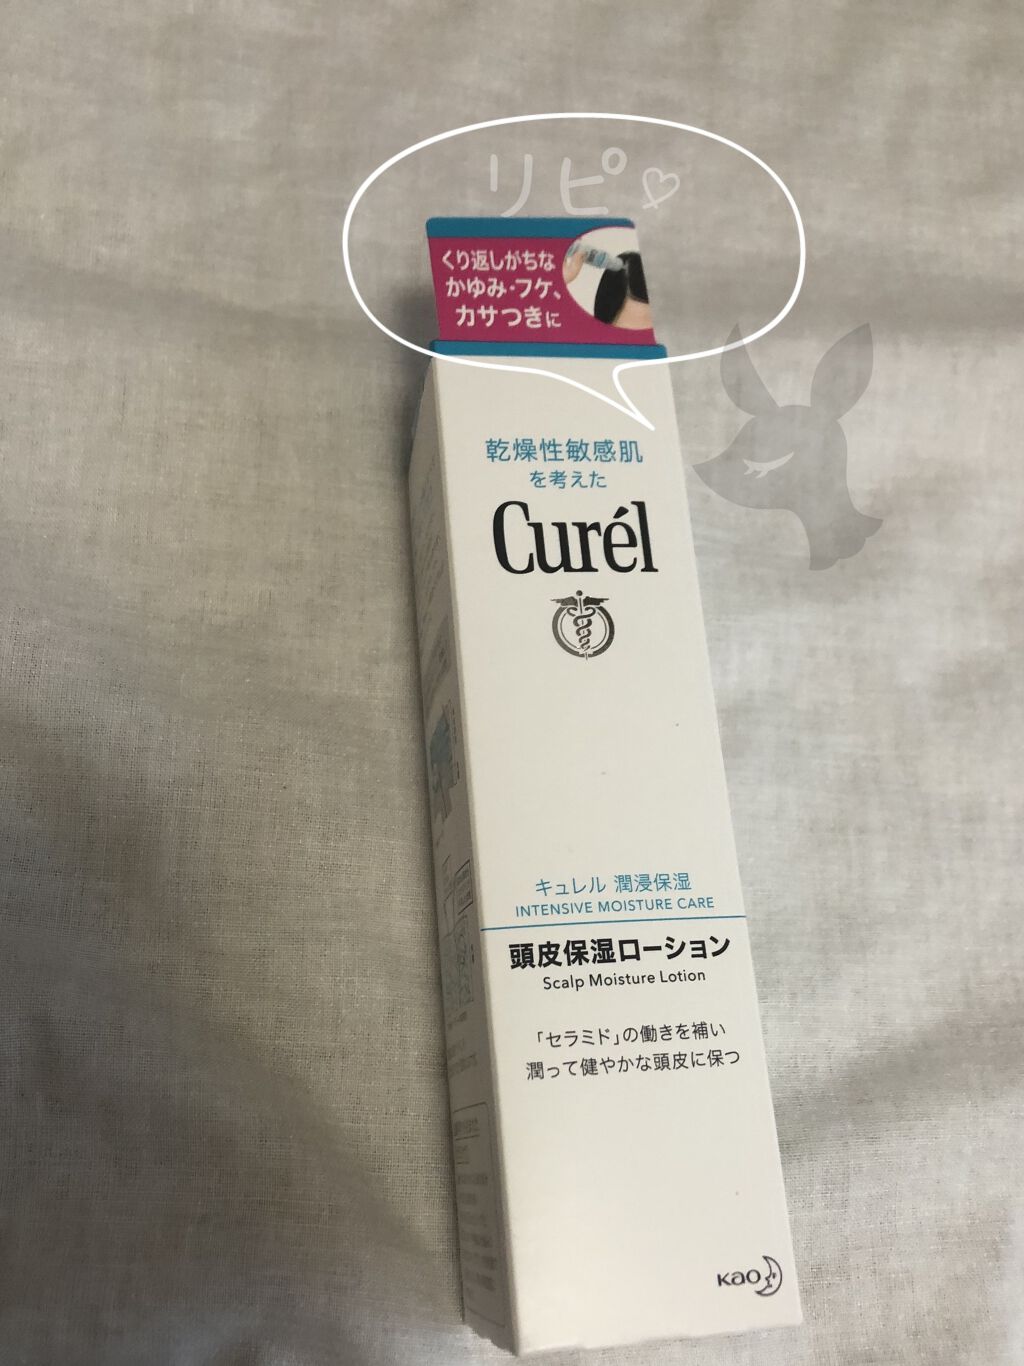 リピ♡
くり返しがちな
かゆみ・フケ、
カサつきに
乾燥性敏感肌
を考えた
Curél
キュレル 潤浸保湿
INTENSIVE MOISTURE CARE
頭皮保湿ローション
Scalp Moisture Lotion
「セラミド」の働きを補い
潤って健やかな頭皮に保つ
Kao